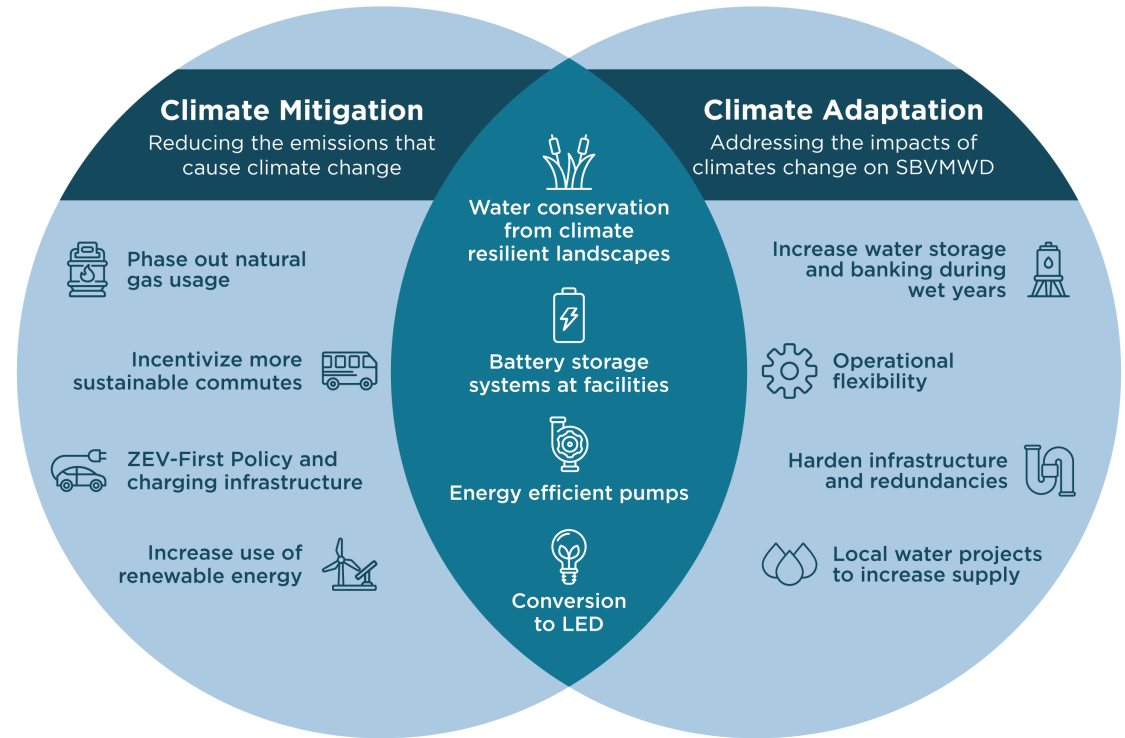 Climate Mitigation
Reducing the emissions that
cause climate change
Phase out natural
gas usage
Incentivize more
sustainable commutes
ZEV-First Policy and
charging infrastructure
Increase use of
renewable energy
Water conservation
from climate
resilient landscapes
Battery storage
systems at facilities
Energy efficient pumps
Conversion
to LED
Climate Adaptation
Addressing the impacts of
climates change on SBVMWD
Increase water storage
and banking during
wet years
Operational
flexibility
Harden infrastructure
and redundancies
Local water projects
to increase supply